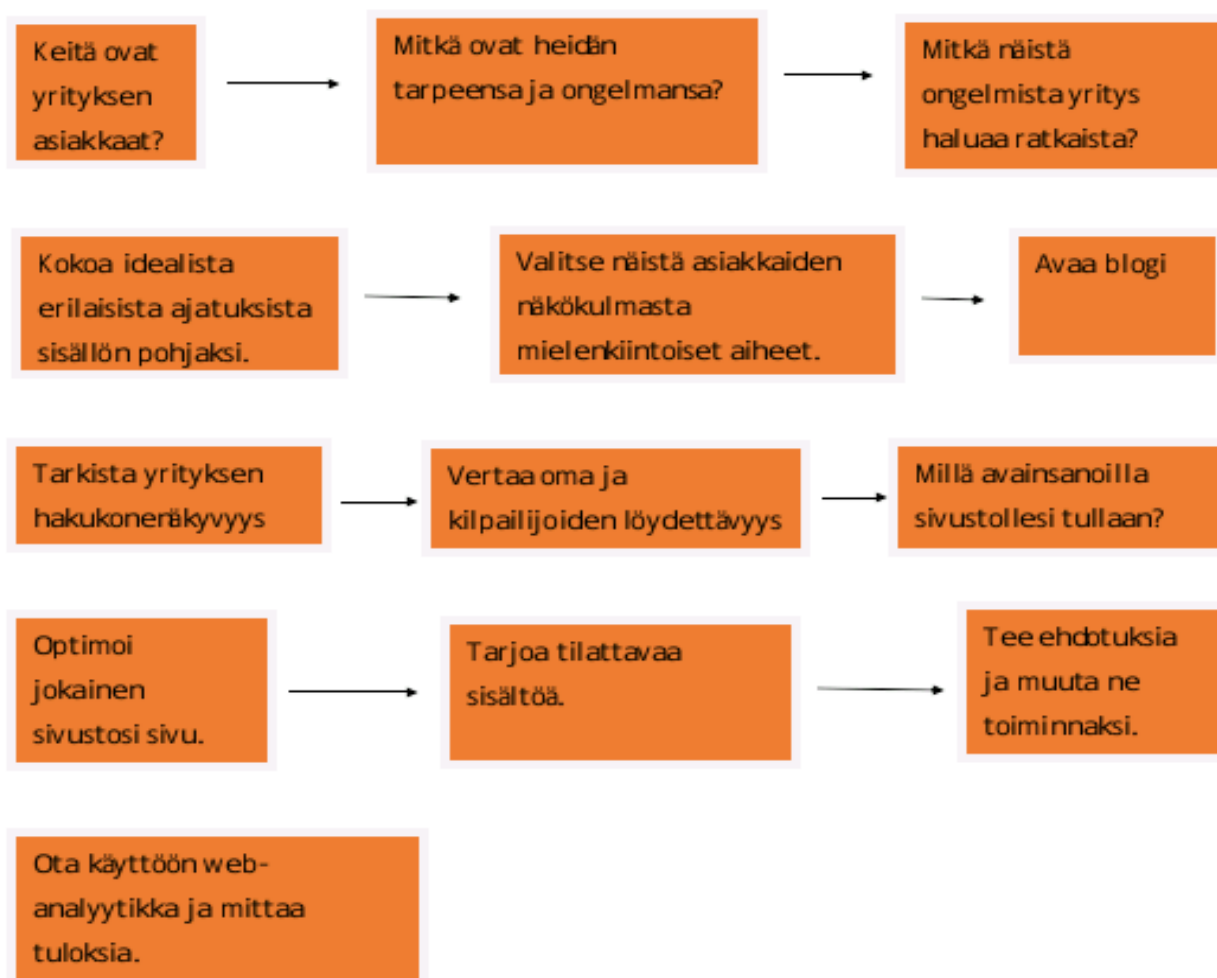 Keitä ovat
yrityksen
asiakkaat?
Mitkä ovat heidän
tarpeensa ja ongelmansa?
Mitkä näistä
ongelmista yritys
haluaa ratkaista?
Kokoa idealista
erilaisista ajatuksista
sisällön pohjaksi.
Valitse näistä asiakkaiden
näkökulmasta
mielenkiintoiset aiheet.
Avaa blogi
Tarkista yrityksen
hakukonenäkyvyys
Vertaa oma ja
kilpailijoiden löydettävyys
Millä avainsanoilla
sivustollesi tullaan?
Optimoi
jokainen
sivustosi sivu.
Tarjoa tilattavaa
sisältöä.
Tee ehdotuksia
ja muuta ne
toiminnaksi.
Ota käyttöön web-
analyytikka ja mittaa
tuloksia.